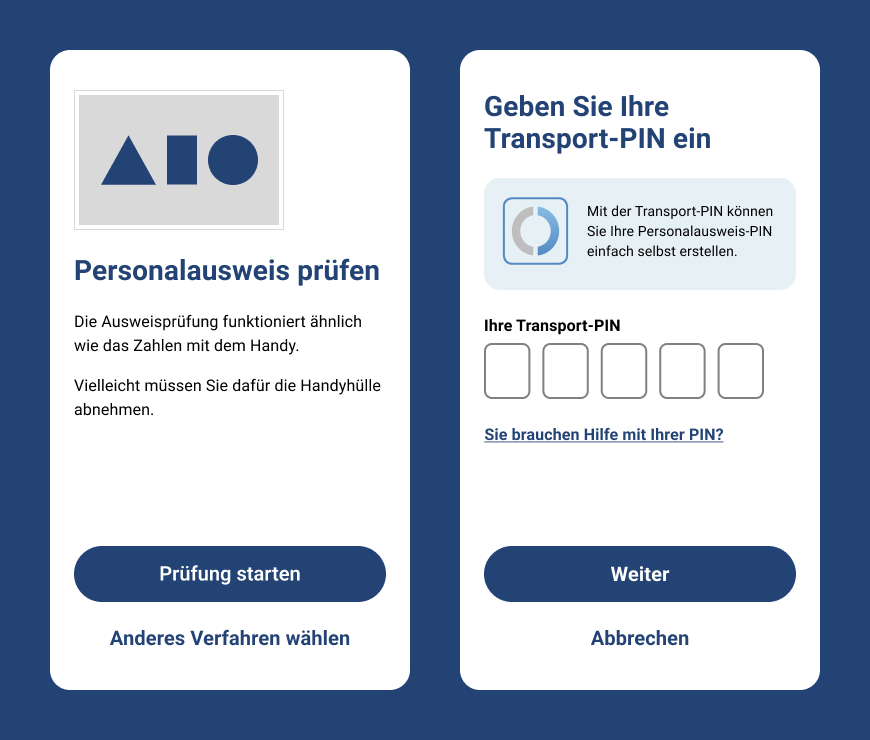 Personalausweis prüfen
Die Ausweisprüfung funktioniert ähnlich
wie das Zahlen mit dem Handy.
Vielleicht müssen Sie dafür die Handyhülle
abnehmen.
Prüfung starten
Anderes Verfahren wählen
Geben Sie Ihre
Transport-PIN ein
Mit der Transport-PIN können
Sie Ihre Personalausweis-PIN
einfach selbst erstellen.
Ihre Transport-PIN
Sie brauchen Hilfe mit Ihrer PIN?
Weiter
Abbrechen